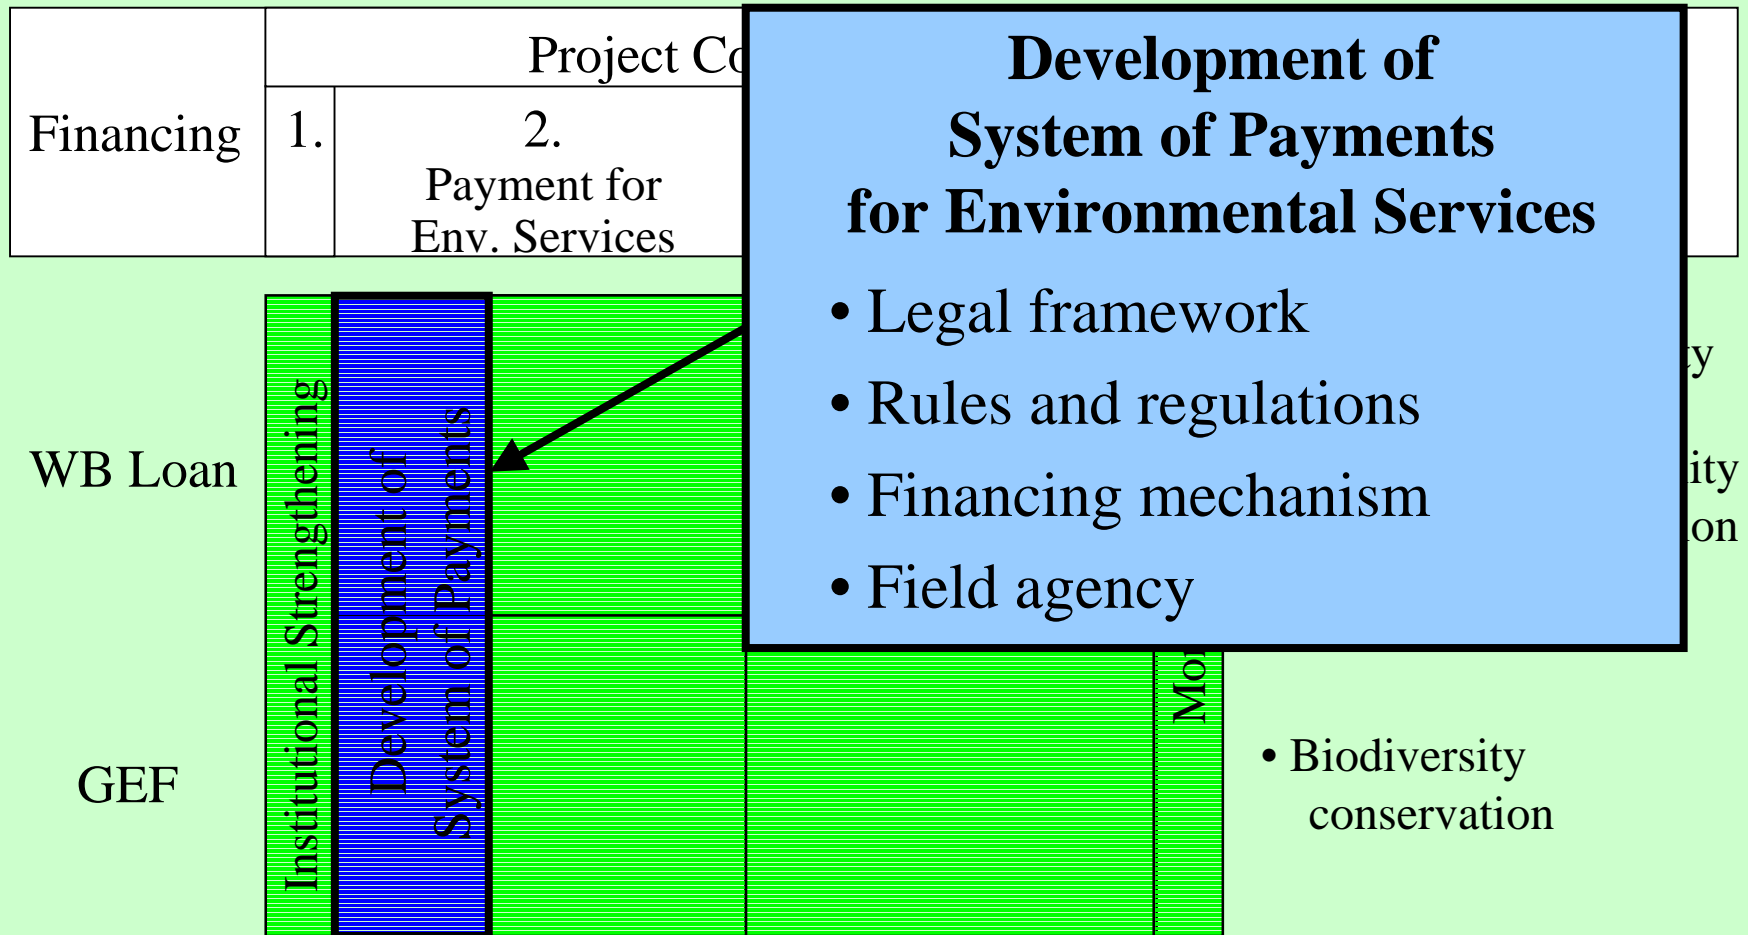 Financing
Project
1.
2.
Payment for
Env. Services
Development of
System of Payments
for Environmental Services
• Legal framework
• Rules and regulations
• Financing mechanism
• Field agency
WB Loan
GEF
Institutional Strengthening
Development of
System of Payments
• Biodiversity
conservation